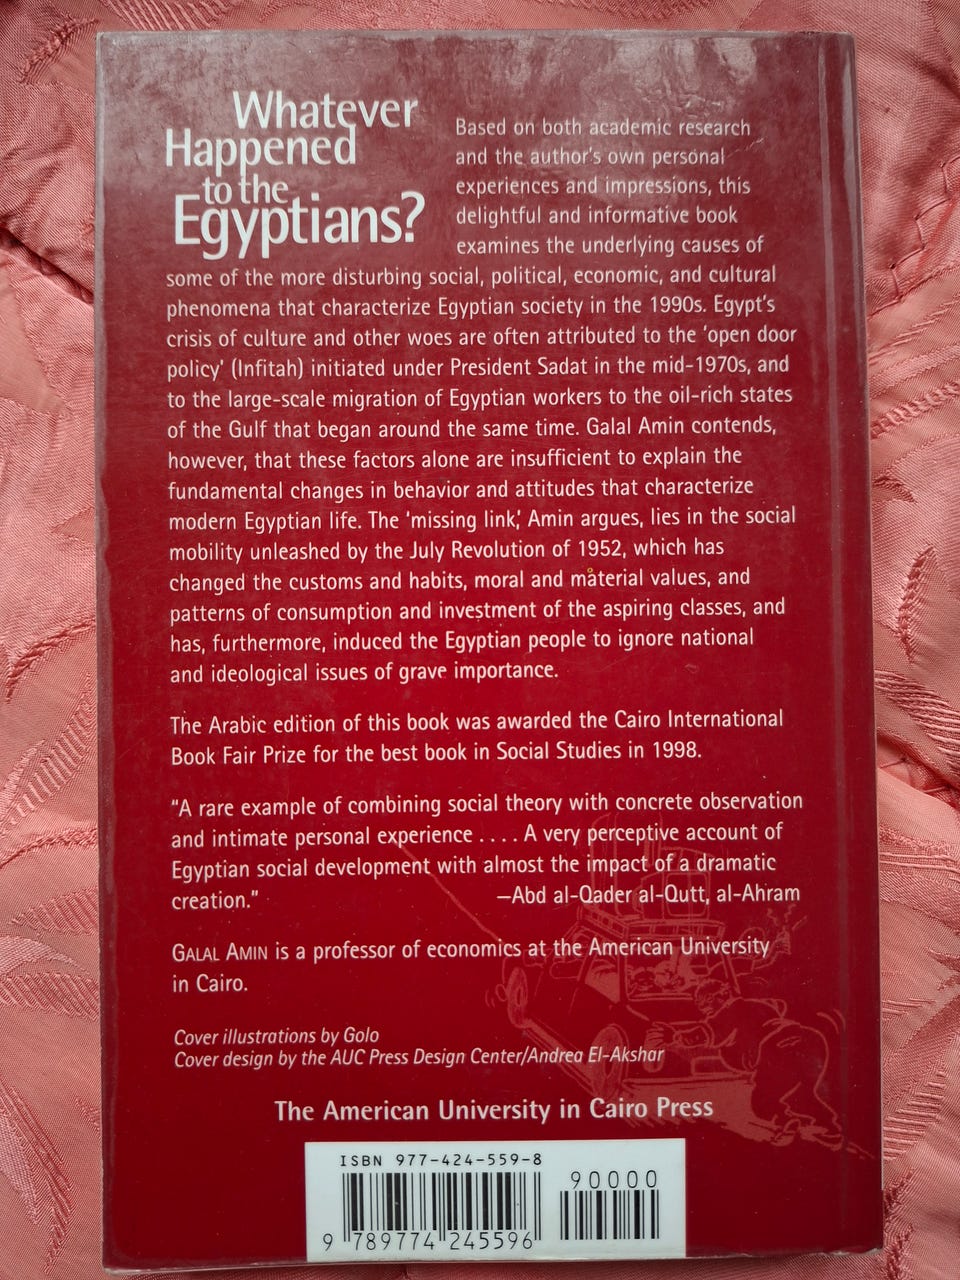 Whatever
Happened
to the
Egyptians?
Based on both academic research
and the author's own personal
experiences and impressions, this
delightful and informative book
examines the underlying causes of
some of the more disturbing social, political, economic, and cultural
phenomena that characterize Egyptian society in the 1990s. Egypt's
crisis of culture and other woes are often attributed to the 'open door
policy' (Infitah) initiated under President Sadat in the mid-1970s, and
to the large-scale migration of Egyptian workers to the oil-rich states
of the Gulf that began around the same time. Galal Amin contends,
however, that these factors alone are insufficient to explain the
fundamental changes in behavior and attitudes that characterize
modern Egyptian life. The 'missing link,' Amin argues, lies in the social
mobility unleashed by the July Revolution of 1952, which has
changed the customs and habits, moral and material values, and
patterns of consumption and investment of the aspiring classes, and
has, furthermore, induced the Egyptian people to ignore national
and ideological issues of grave importance.
The Arabic edition of this book was awarded the Cairo International
Book Fair Prize for the best book in Social Studies in 1998.
"A rare example of combining social theory with concrete observation
and intimate personal experience . . . . A very perceptive account of
Egyptian social development with almost the impact of a dramatic
creation." —Abd al-Qader al-Qutt, al-Ahram
GALAL AMIN is a professor of economics at the American University
in Cairo.
Cover illustrations by Golo
Cover design by the AUC Press Design Center/Andrea El-Akshar
The American University in Cairo Press
ISBN 977-424-559-8
90000
9 789774 245596